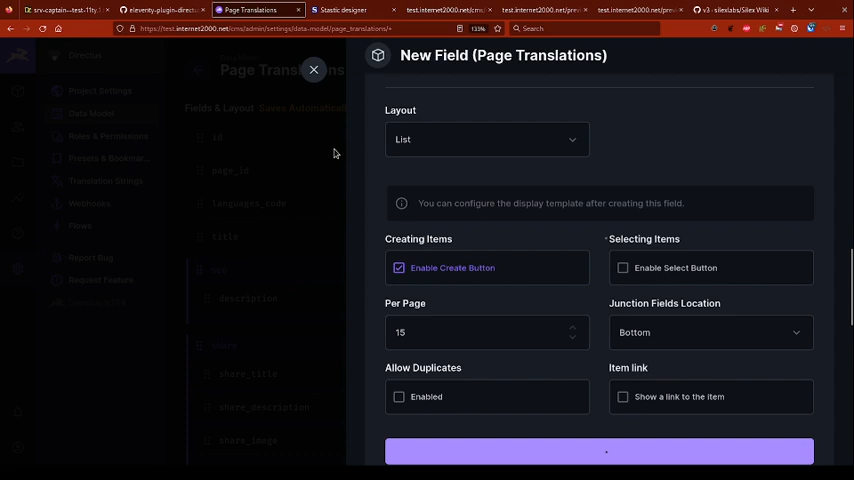 srv-captain--test-11ty.
eleventy-plugin-directu
Page Translations
Stastic designer
test.internet2000.net/cms
test.internet2000.net/prev
test.internet2000.net/prev
v3 · silexlabs/Silex Wiki
https://test.internet2000.net/cms/admin/settings/data-model/page_translations/+
133%
Search
Directus
Project Settings
Data Model
Roles & Permissions
Presets & Bookmar...
Translation Strings
Webhooks
Flows
Report Bug
Request Feature
Page Translations
Fields & Layout Saves Automatical
id
page_id
languages_code
title
seo
description
share
share_title
share_description
share_image
New Field (Page Translations)
Layout
List
You can configure the display template after creating this field.
Creating Items
Selecting Items
Enable Create Button
Enable Select Button
Per Page
Junction Fields Location
15
Bottom
Allow Duplicates
Item link
Enabled
Show a link to the item